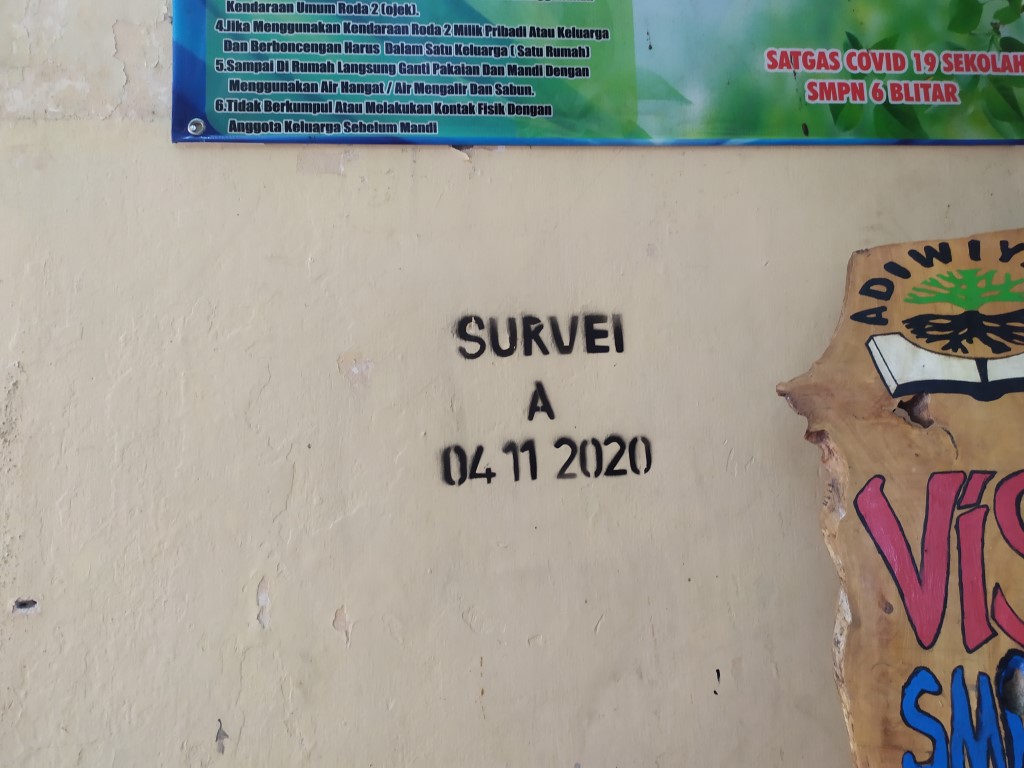 Kendaraan Umum Roda 2 (ojek).
4.Jika Menggunakan Kendaraan Roda 2 Milik Pribadi Atau Keluarga
Dan Berboncengan Harus Dalam Satu Keluarga ( Satu Rumah)
5.Sampai Di Rumah Langsung Ganti Pakaian Dan Mandi Dengan
Menggunakan Air Hangat / Air Mengalir Dan Sabun.
6.Tidak Berkumpul Atau Melakukan Kontak Fisik Dengan
Anggota Keluarga Sebelum Mandi
SATGAS COVID 19 SEKOLAH
SMPN 6 BLITAR
SURVEI
A
04 11 2020
ADIWIY
ViS
SM